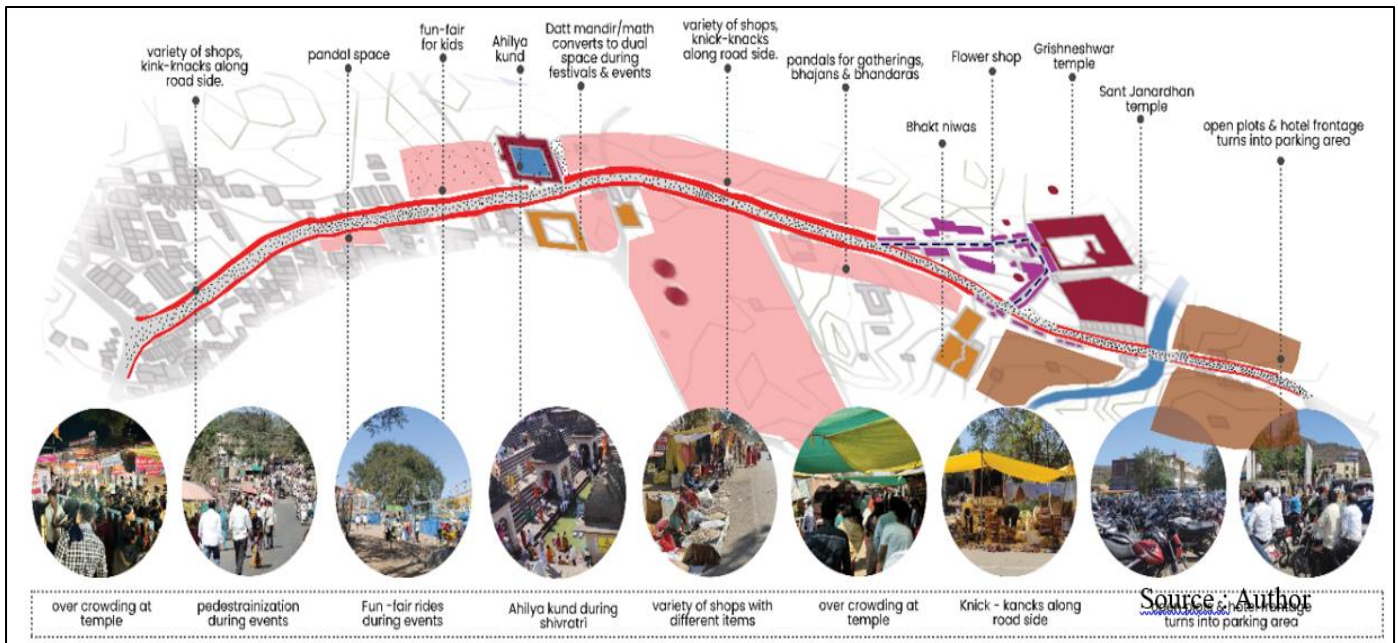 variety of shops,
kink-knacks along
road side.
pandal space
fun-fair
for kids
Ahilya
kund
Datt mandir/math
converts to dual
space during
festivals & events
variety of shops,
knick-knacks
along road side.
pandals for gatherings,
bhajans & bhandaras
Bhakt niwas
Flower shop
Grishneshwar
temple
Sant Janardhan
temple
open plots & hotel frontage
turns into parking area
over crowding at
temple
pedestrainization
during events
Fun -fair rides
during events
Ahilya kund during
shivratri
variety of shops with
different items
over crowding at
temple
Knick - kancks along
road side
plots & hotel frontage
turns into parking area
Source : Author